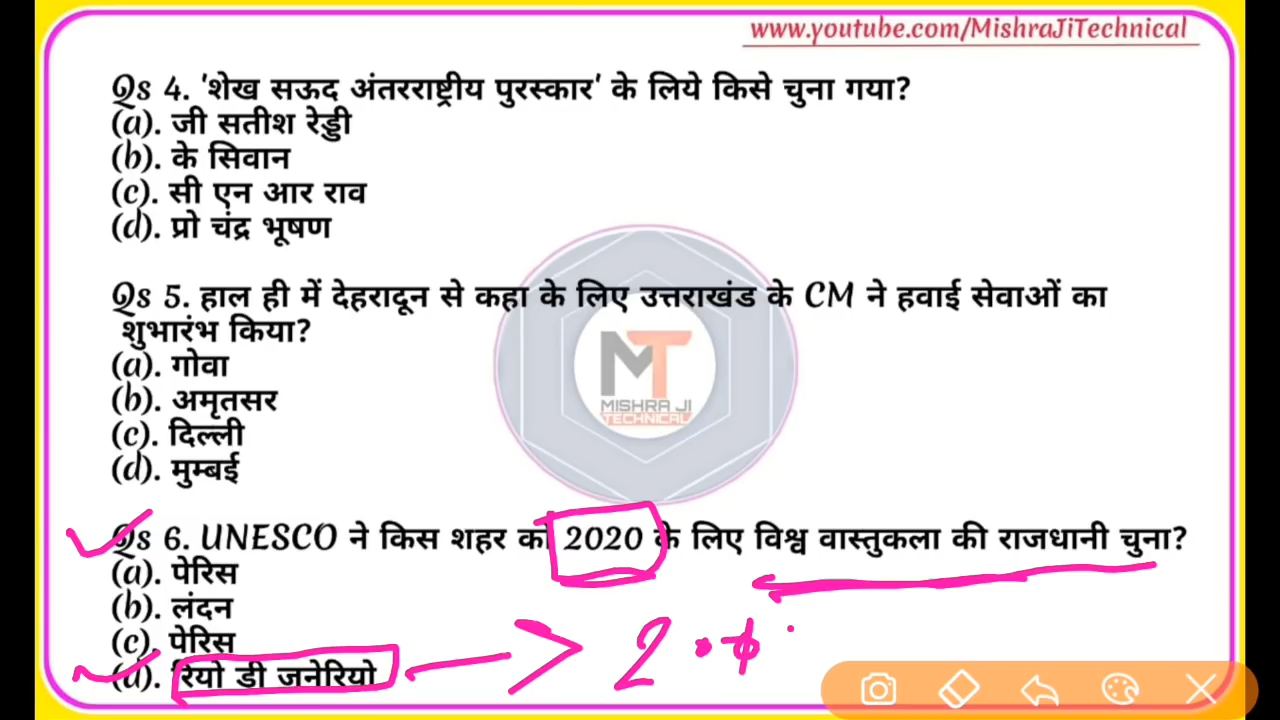 www.youtube.com/MishraJiTechnical
Qs 4. 'शेख सऊद अंतरराष्ट्रीय पुरस्कार' के लिये किसे चुना गया?
(a). जी सतीश रेड्डी
(b). के सिवान
(c). सी एन आर राव
(d). प्रो चंद्र भूषण
Qs 5. हाल ही में देहरादून से कहा के लिए उत्तराखंड के CM ने हवाई सेवाओं का
शुभारंभ किया?
(a). गोवा
(b). अमृतसर
(c). दिल्ली
(d). मुम्बई
MT
MISHRA JI
TECHNICAL
Qs 6. UNESCO ने किस शहर को 2020 के लिए विश्व वास्तुकला की राजधानी चुना?
(a). पेरिस
(b). लंदन
(c). पेरिस
(d). रियो डी जनेरियो